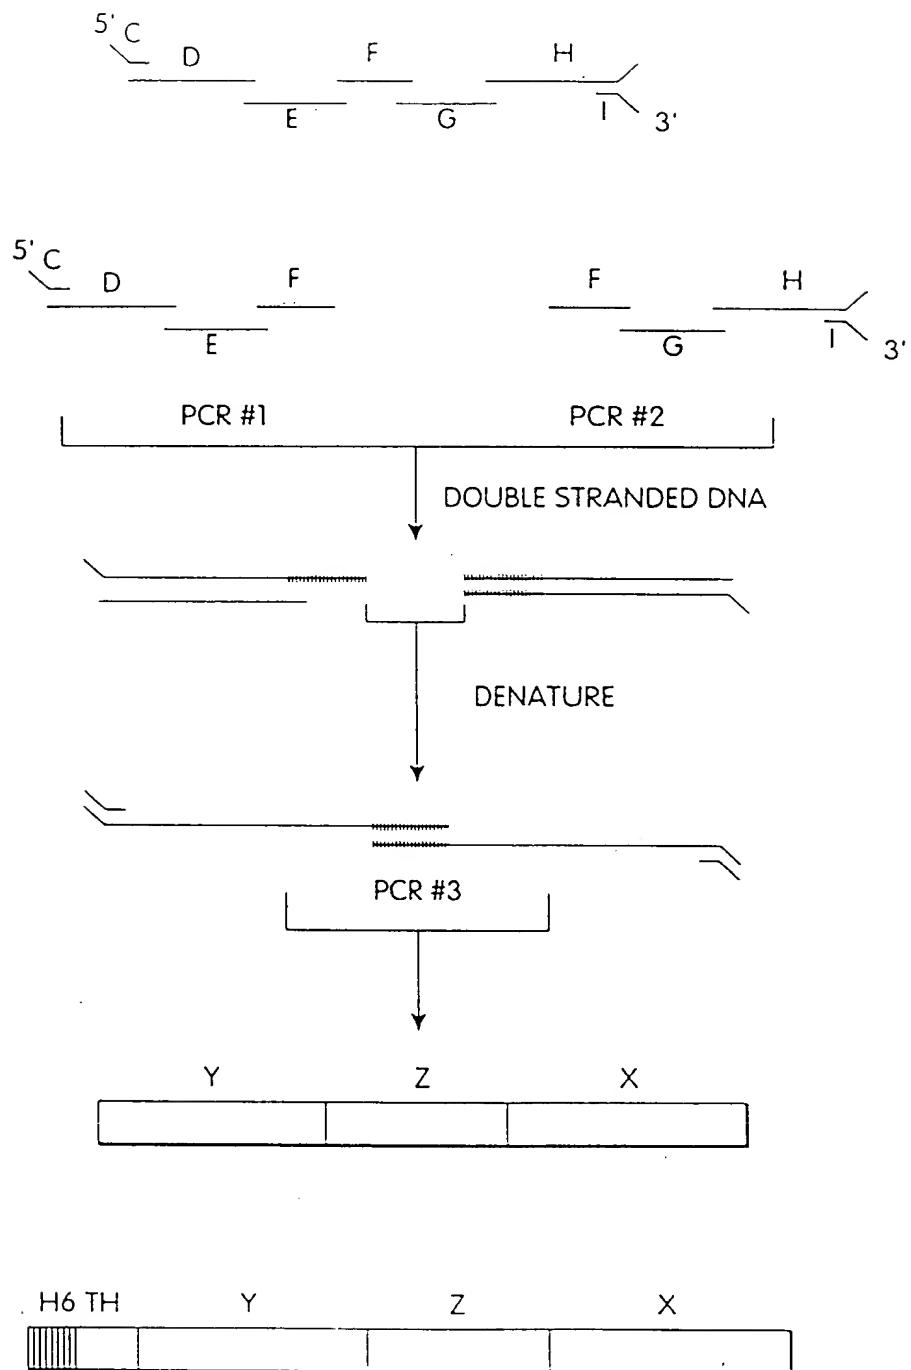 5' C
D F H
E G I 3'
5' C
D F F H
E G I 3'
PCR #1 PCR #2
DOUBLE STRANDED DNA
DENATURE
PCR #3
Y Z X
H6 TH Y Z X